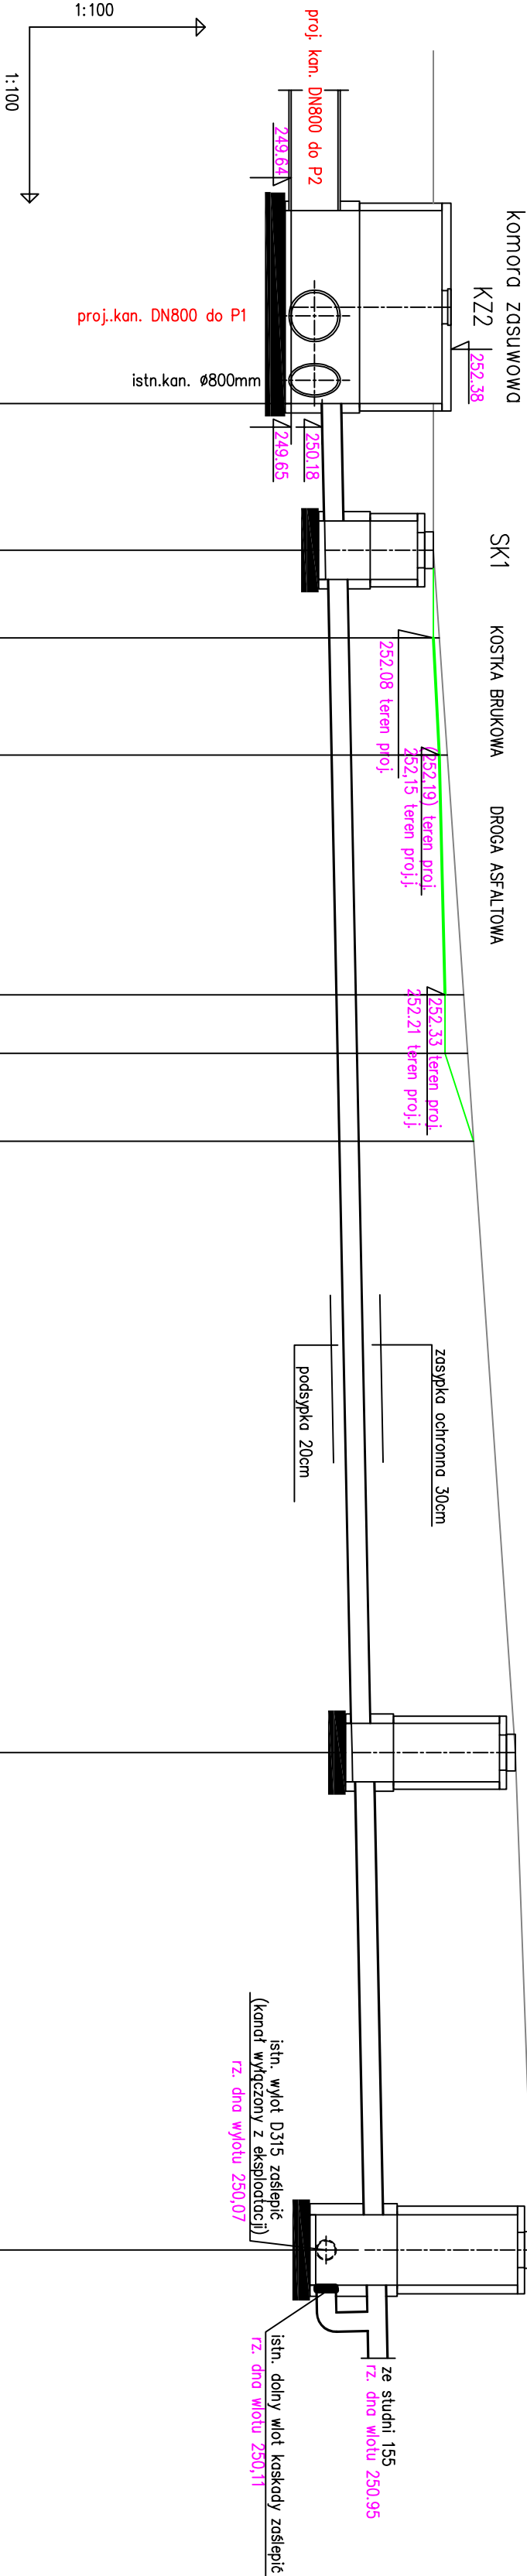 1:100
1:100
proj. kan. DN800 do P2
249.64
komora zasuwowa
KZ2
252.38
proj..kan. DN800 do P1
istn.kan. ø800mm
249.65
250.18
SK1
KOSTKA BRUKOWA
252.08 teren proj.
(252,19) teren proj.
252,15 teren proj.j.
DROGA ASFALTOWA
252.33 teren proj.
252.21 teren proj.j.
zasypka ochronna 30cm
podsypka 20cm
istn. wylot D315 zaślepić
(kanał wyłączony z eksploatacji)
rz. dna wylotu 250,07
ze studni 155
rz. dna wlotu 250.95
istn. dolny wlot kaskady zaślepić
rz. dna wlotu 250,11